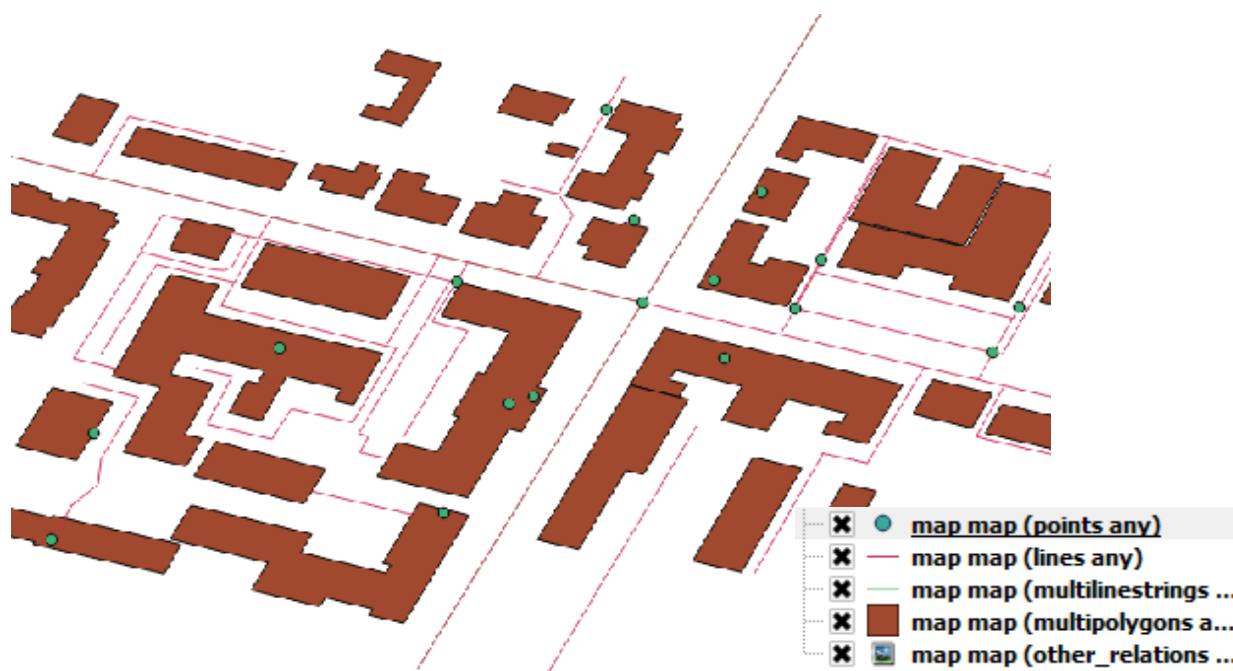 map map (points any)
map map (lines any)
map map (multilinestrings ...
map map (multipolygons a...
map map (other_relations ...